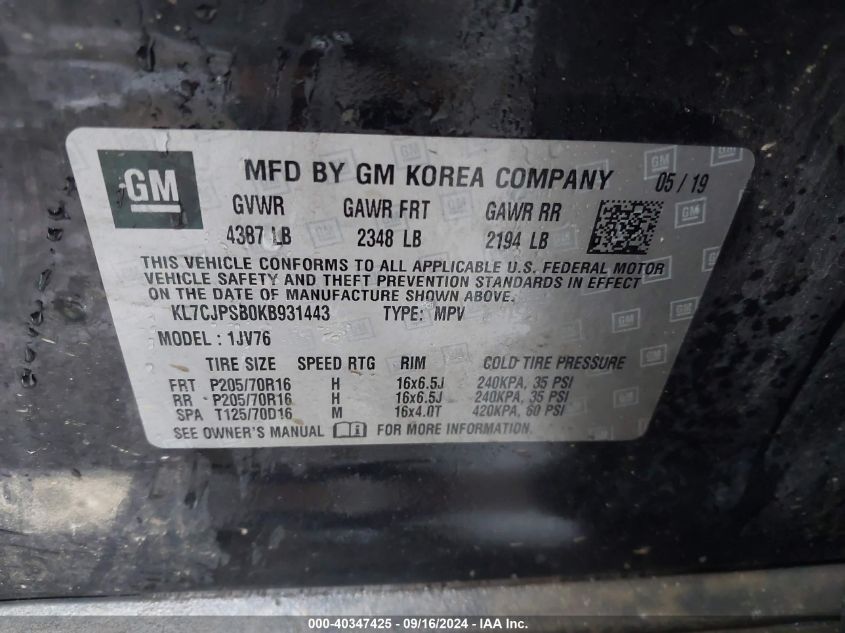 GM MFD BY GM KOREA COMPANY 05 / 19
GVWR GAWR FRT GAWR RR
4387 LB 2348 LB 2194 LB
THIS VEHICLE CONFORMS TO ALL APPLICABLE U.S. FEDERAL MOTOR
VEHICLE SAFETY AND THEFT PREVENTION STANDARDS IN EFFECT
ON THE DATE OF MANUFACTURE SHOWN ABOVE.
KL7CJPSB0KB931443 TYPE: MPV
MODEL : 1JV76
TIRE SIZE SPEED RTG RIM COLD TIRE PRESSURE
FRT P205/70R16 H 16x6.5J 240KPA, 35 PSI
RR P205/70R16 H 16x6.5J 240KPA, 35 PSI
SPA T125/70D16 M 16x4.0T 420KPA, 60 PSI
SEE OWNER'S MANUAL FOR MORE INFORMATION.
000-40347425 - 09/16/2024 - IAA Inc.